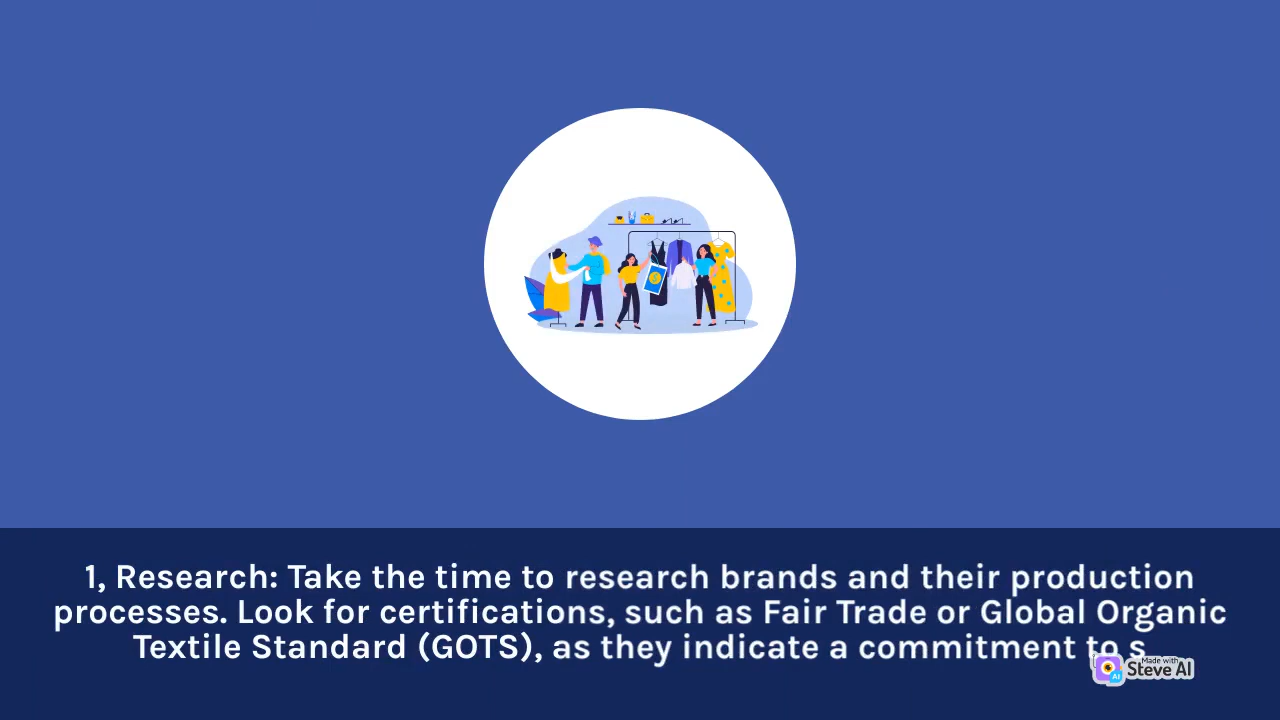 1, Research: Take the time to research brands and their production
processes. Look for certifications, such as Fair Trade or Global Organic
Textile Standard (GOTS), as they indicate a commitment to s
Made with
AI Steve AI